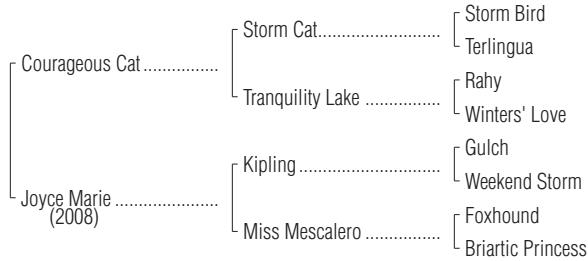 Storm Bird
Storm Cat....................................
Terlingua
Courageous Cat ......................
Rahy
Tranquility Lake ......................
Winters' Love
Gulch
Kipling ..........................................
Weekend Storm
Joyce Marie ..............................
(2008)
Foxhound
Miss Mescalero ......................
Briartic Princess